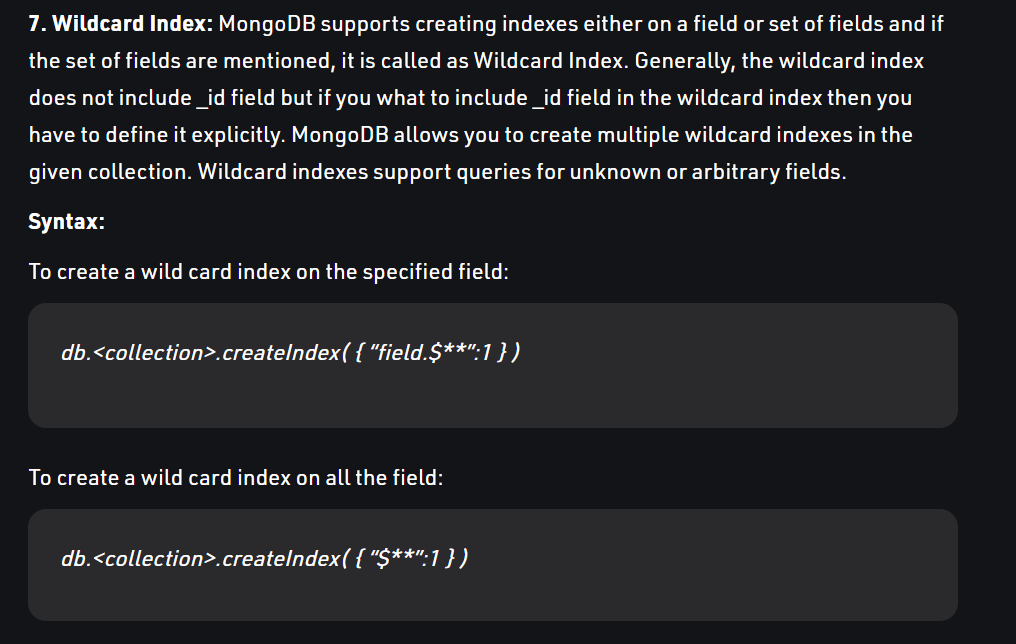 7. Wildcard Index: MongoDB supports creating indexes either on a field or set of fields and if
the set of fields are mentioned, it is called as Wildcard Index. Generally, the wildcard index
does not include _id field but if you what to include _id field in the wildcard index then you
have to define it explicitly. MongoDB allows you to create multiple wildcard indexes in the
given collection. Wildcard indexes support queries for unknown or arbitrary fields.
Syntax:
To create a wild card index on the specified field:
db.<collection>.createIndex( { “field.$**”:1 } )
To create a wild card index on all the field:
db.<collection>.createIndex( { “$**”:1 } )